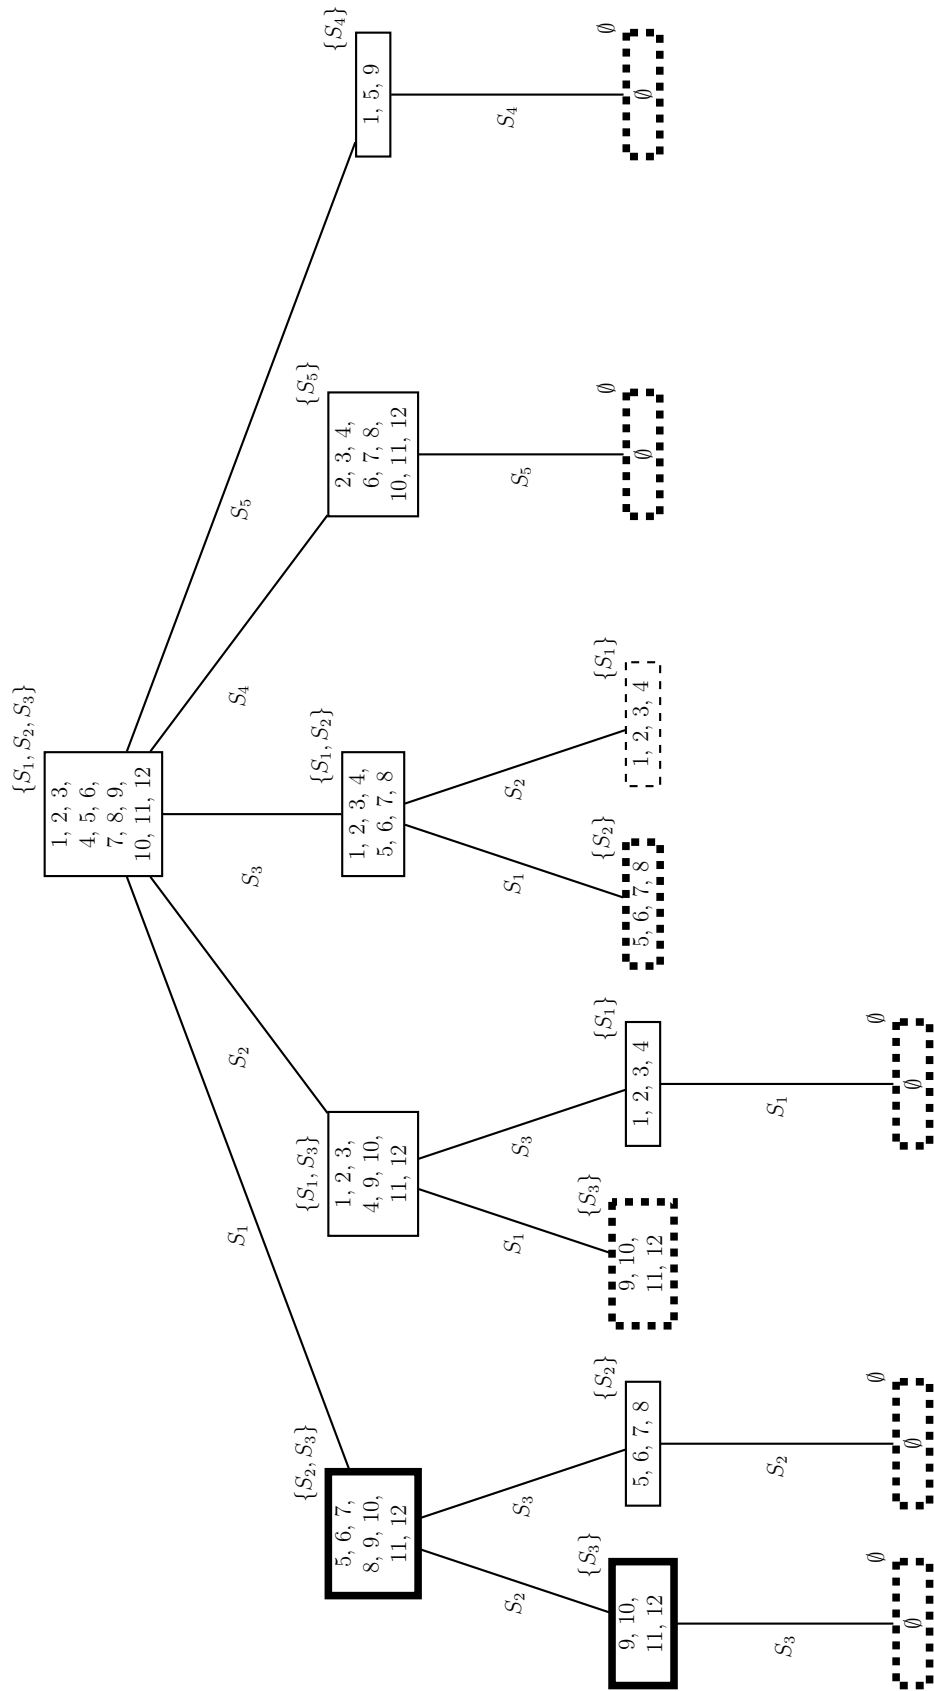 {S₁, S₂, S₃}
1, 2, 3,
4, 5, 6,
7, 8, 9,
10, 11, 12
S₁
S₂
S₃
S₄
S₅
{S₂, S₃}
5, 6, 7,
8, 9, 10,
11, 12
{S₁, S₃}
1, 2, 3,
4, 9, 10,
11, 12
{S₁, S₂}
1, 2, 3, 4,
5, 6, 7, 8
{S₅}
2, 3, 4,
6, 7, 8,
10, 11, 12
{S₄}
1, 5, 9
S₂
S₃
S₁
S₃
S₁
S₂
S₅
S₄
{S₃}
9, 10,
11, 12
{S₂}
5, 6, 7, 8
{S₃}
9, 10,
11, 12
{S₁}
1, 2, 3, 4
{S₂}
5, 6, 7, 8
{S₁}
1, 2, 3, 4
∅
∅
∅
∅
S₃
S₂
S₁
∅
∅
∅
∅
∅
∅